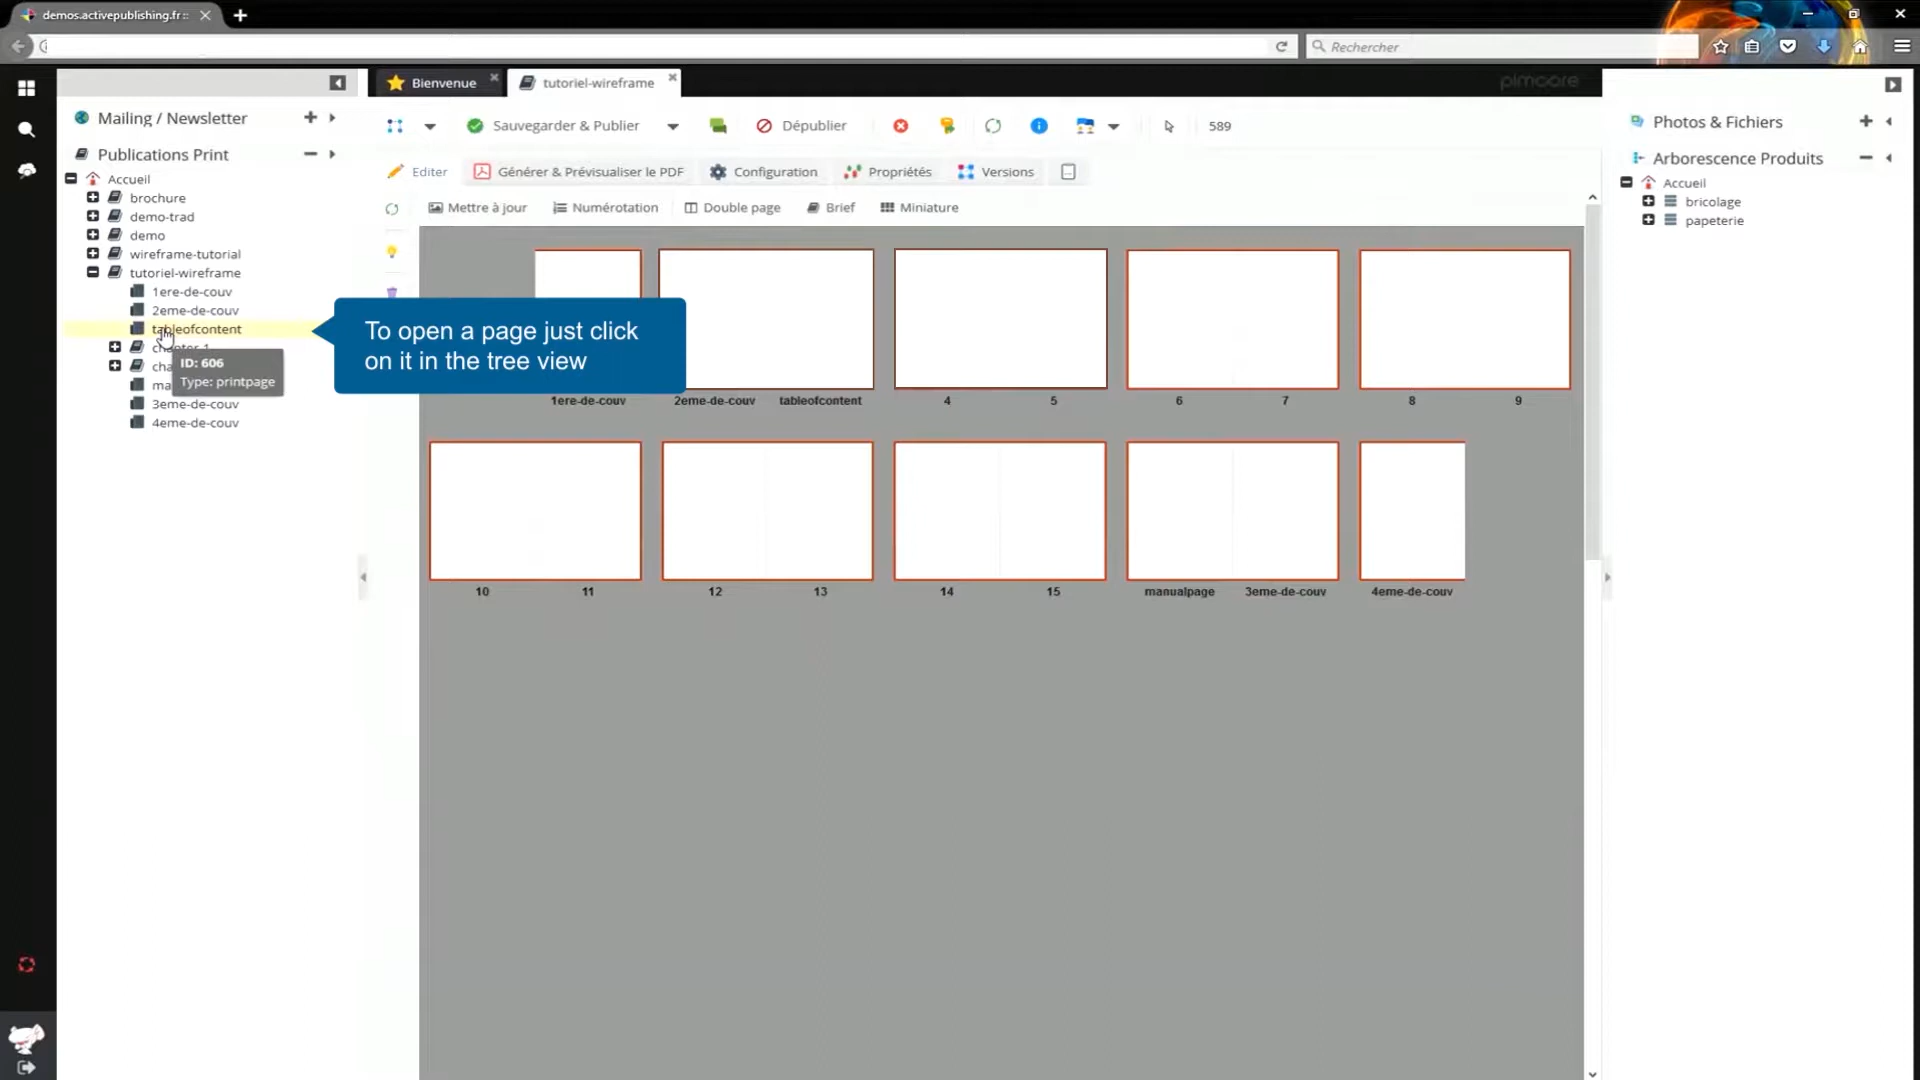 demos.activepublishing.fr ::
Rechercher
Mailing / Newsletter
Publications Print
Accueil
brochure
demo-trad
demo
wireframe-tutorial
tutoriel-wireframe
1ere-de-couv
2eme-de-couv
tableofcontent
ID: 606
Type: printpage
3eme-de-couv
4eme-de-couv
To open a page just click
on it in the tree view
Bienvenue
tutoriel-wireframe
pimcore
Sauvegarder & Publier
Dépublier
589
Editer
Générer & Prévisualiser le PDF
Configuration
Propriétés
Versions
Mettre à jour
Numérotation
Double page
Brief
Miniature
1ere-de-couv
2eme-de-couv
tableofcontent
4
5
6
7
8
9
10
11
12
13
14
15
manualpage
3eme-de-couv
4eme-de-couv
Photos & Fichiers
Arborescence Produits
Accueil
bricolage
papeterie